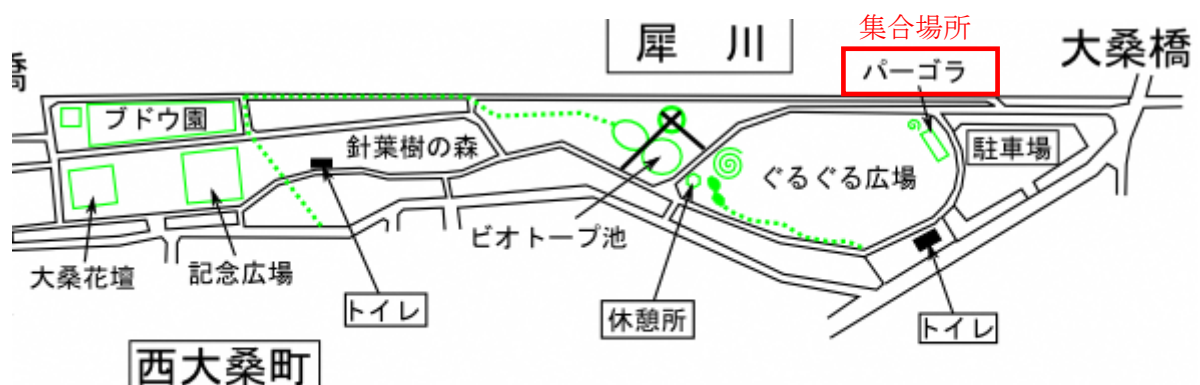 集合場所
犀川
大桑橋
橋
パーゴラ
ブドウ園
針葉樹の森
駐車場
ぐるぐる広場
ビオトープ池
大桑花壇
記念広場
トイレ
休憩所
トイレ
西大桑町